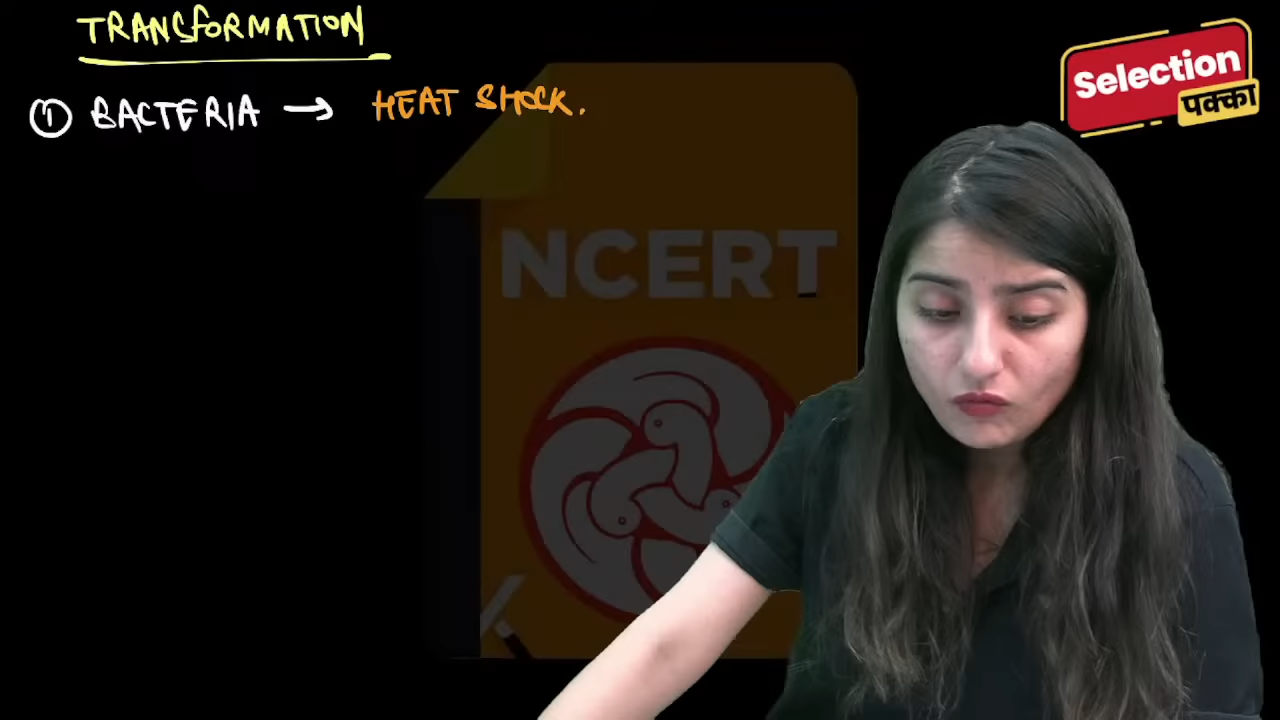 TRANSFORMATION
① BACTERIA → HEAT SHOCK.
Selection
पक्का
NCERT